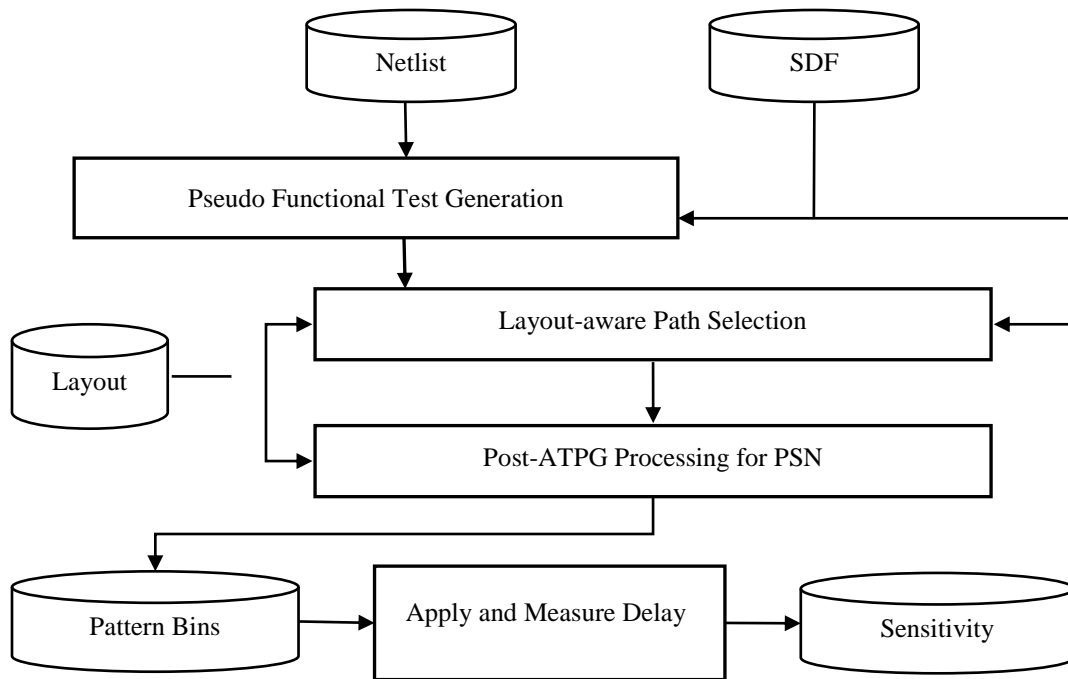 Netlist
SDF
Pseudo Functional Test Generation
Layout-aware Path Selection
Layout
Post-ATPG Processing for PSN
Pattern Bins
Apply and Measure Delay
Sensitivity